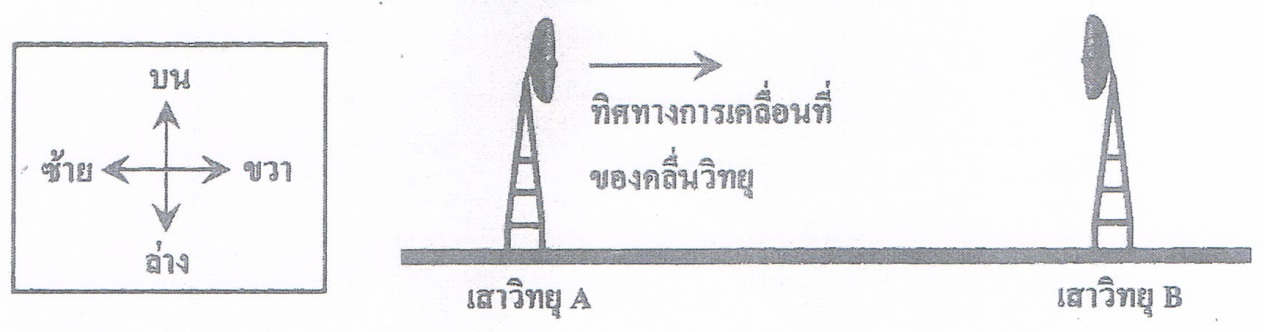 บน
ซ้าย ขวา
ล่าง
ทิศทางการเคลื่อนที่
ของคลื่นวิทยุ
เสาวิทยุ A
เสาวิทยุ B